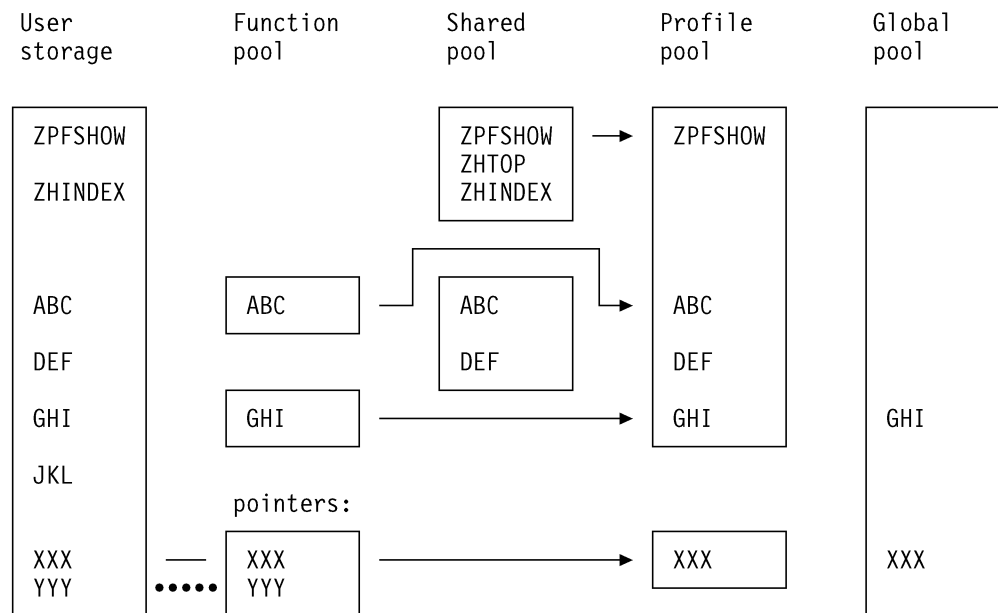 User Function Shared Profile Global
storage pool pool pool pool
ZPFSHOW ZPFSHOW ZPFSHOW
ZHTOP
ZHINDEX ZHINDEX
ABC ABC ABC ABC
DEF DEF DEF
GHI GHI GHI GHI
JKL
pointers:
XXX XXX XXX XXX
YYY YYY